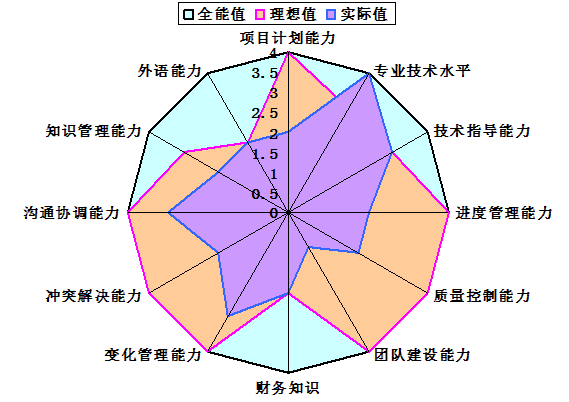 全能值 理想值 实际值
项目计划能力
4
3.5
3
2.5
2
1.5
1
0.5
0
专业技术水平
技术指导能力
进度管理能力
质量控制能力
团队建设能力
财务知识
变化管理能力
冲突解决能力
沟通协调能力
知识管理能力
外语能力